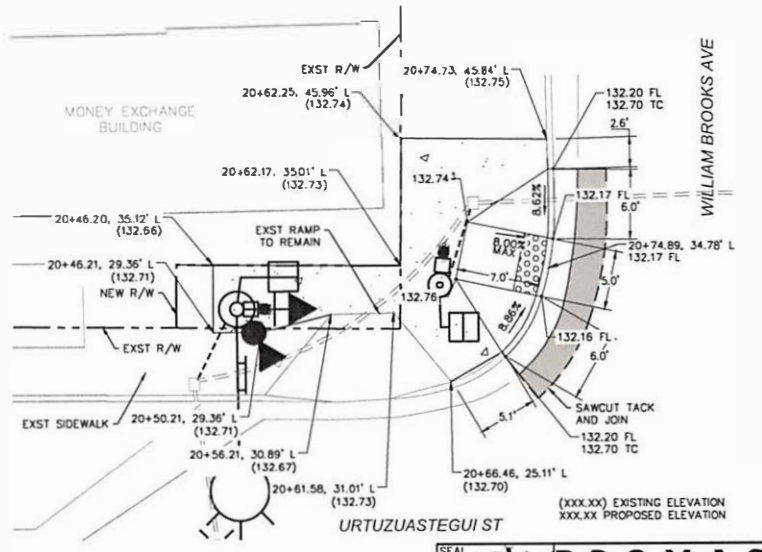 EXST R/W
20+74.73, 45.84' L
(132.75)
20+62.25, 45.96' L
(132.74)
132.20 FL
132.70 TC
WILLIAM BROOKS AVE
MONEY EXCHANGE
BUILDING
2.6'
20+62.17, 35.01' L
(132.73)
132.74
8.62%
6.0'
132.17 FL
20+46.20, 35.12' L
(132.66)
EXST RAMP
TO REMAIN
8.00%
MAX
20+74.89, 34.78' L
132.17 FL
20+46.21, 29.36' L
(132.71)
7.0'
5.0'
NEW R/W
132.76
8.86%
132.16 FL
EXST R/W
6.0'
EXST SIDEWALK
20+50.21, 29.36' L
(132.71)
SAWCUT TACK
AND JOIN
5.1'
132.20 FL
132.70 TC
20+56.21, 30.89' L
(132.67)
20+66.46, 25.11' L
(132.70)
20+61.58, 31.01' L
(132.73)
(XXX.XX) EXISTING ELEVATION
XXX.XX PROPOSED ELEVATION
URTUZUASTEGUI ST
SEAL